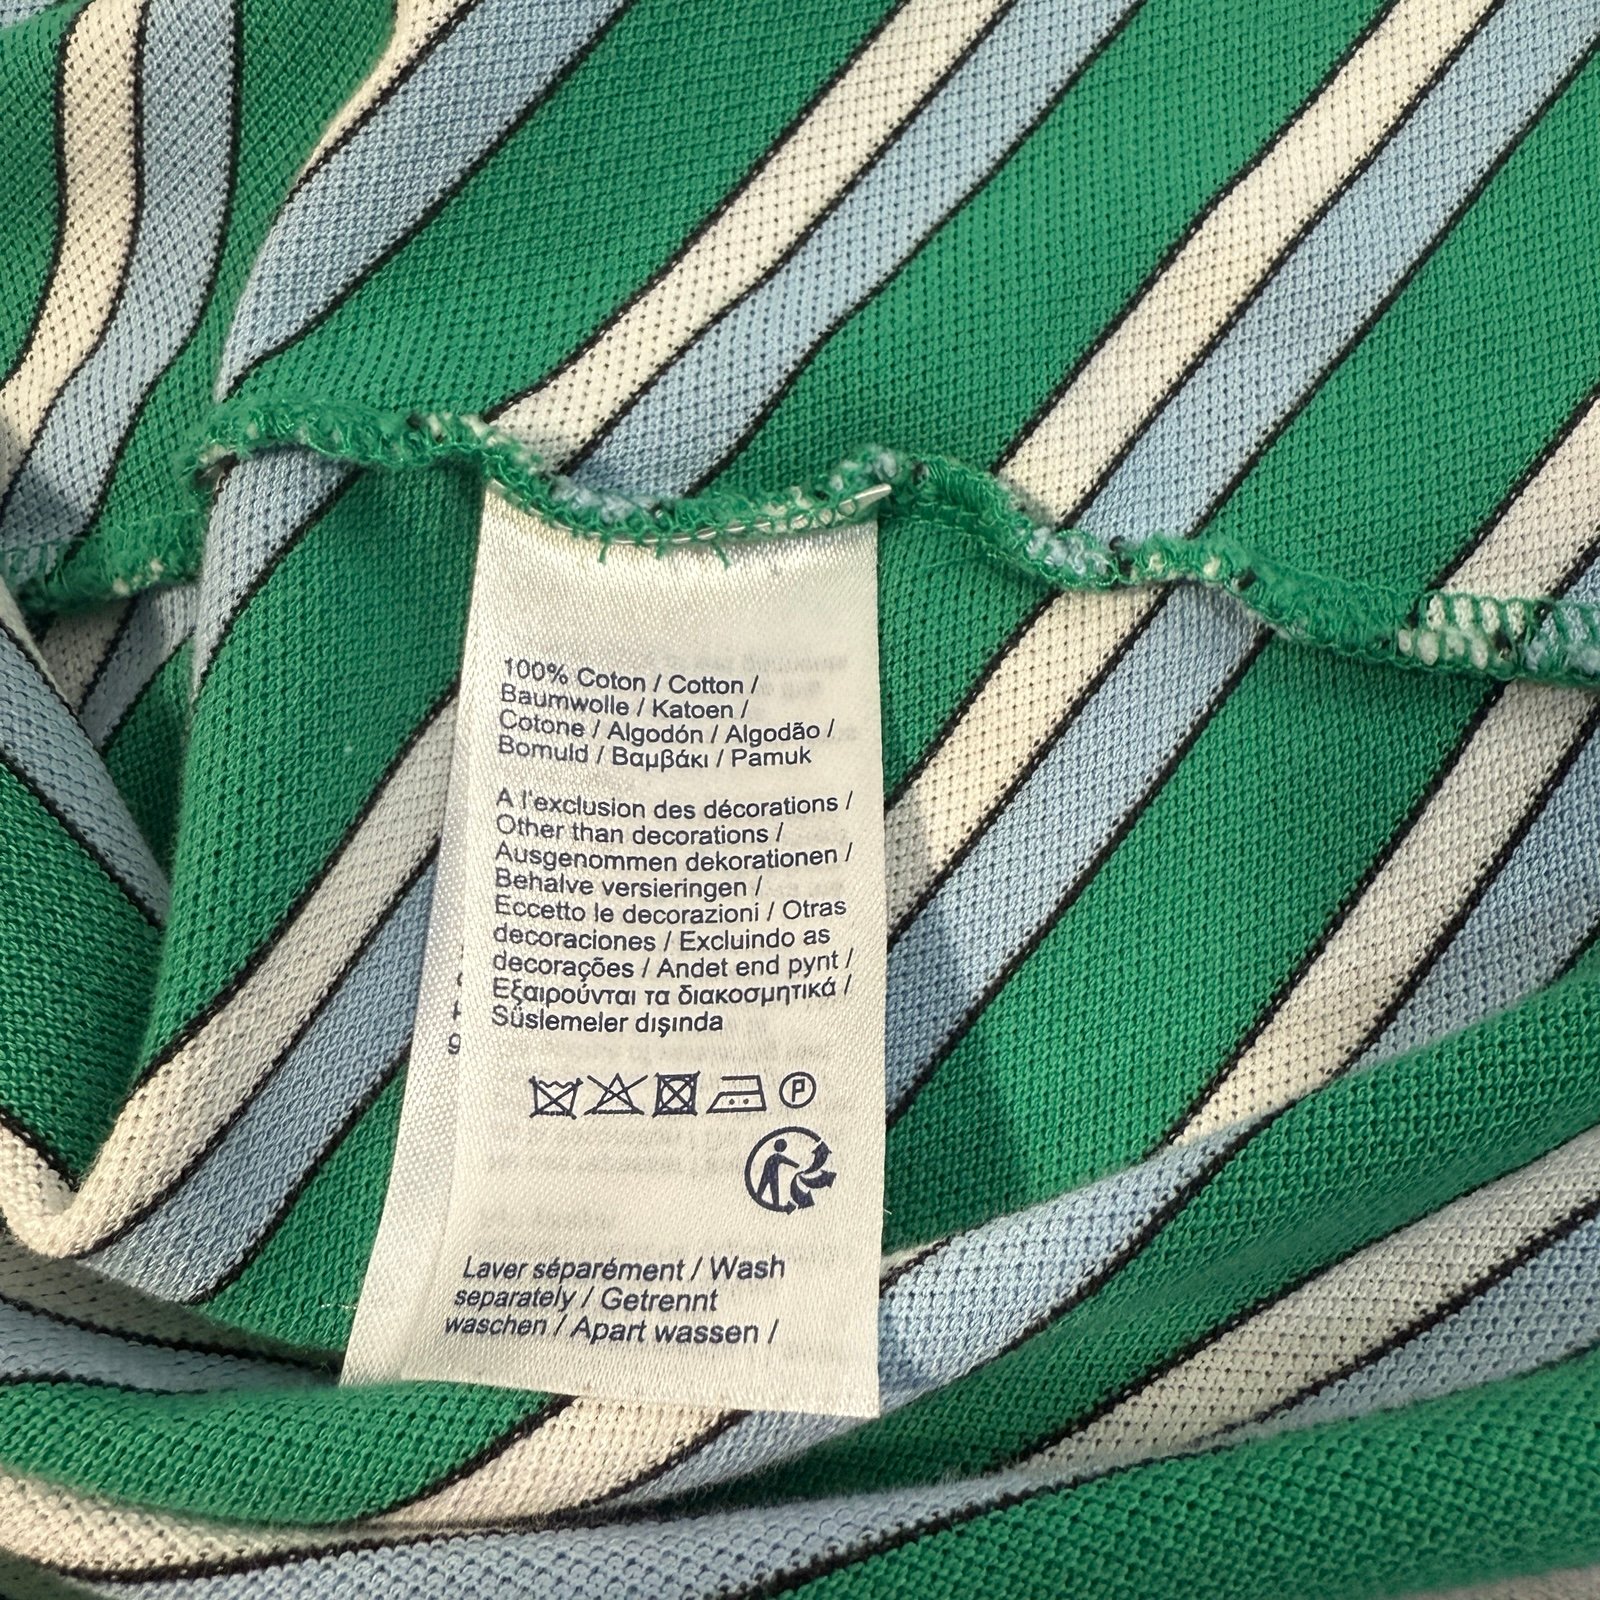 100% Coton / Cotton /
Baumwolle / Katoen /
Cotone / Algodón / Algodão /
Bomuld / Βαμβάκι / Pamuk
A l'exclusion des décorations /
Other than decorations /
Ausgenommen dekorationen /
Behalve versieringen /
Eccetto le decorazioni / Otras
decoraciones / Excluindo as
decorações / Andet end pynt /
Εξαιρούνται τα διακοσμητικά /
Süslemeler dışında
P
Laver séparément / Wash
separately / Getrennt
waschen / Apart wassen /